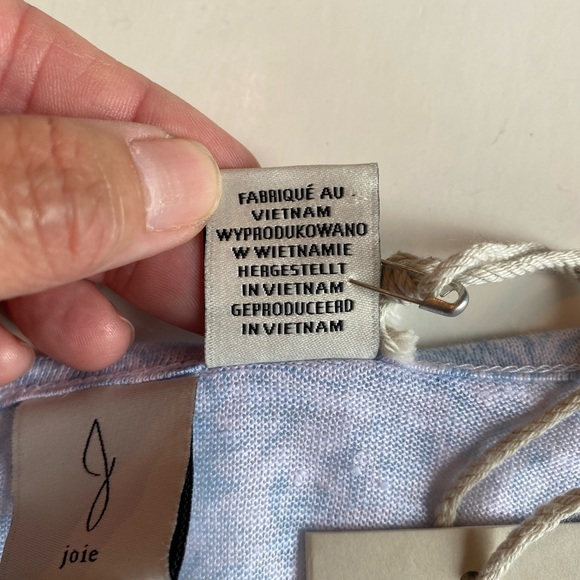 FABRIQUÉ AU
VIETNAM
WYPRODUKOWANO
W WIETNAMIE
HERGESTELLT
IN VIETNAM
GEPRODUCEERD
IN VIETNAM
J
joie